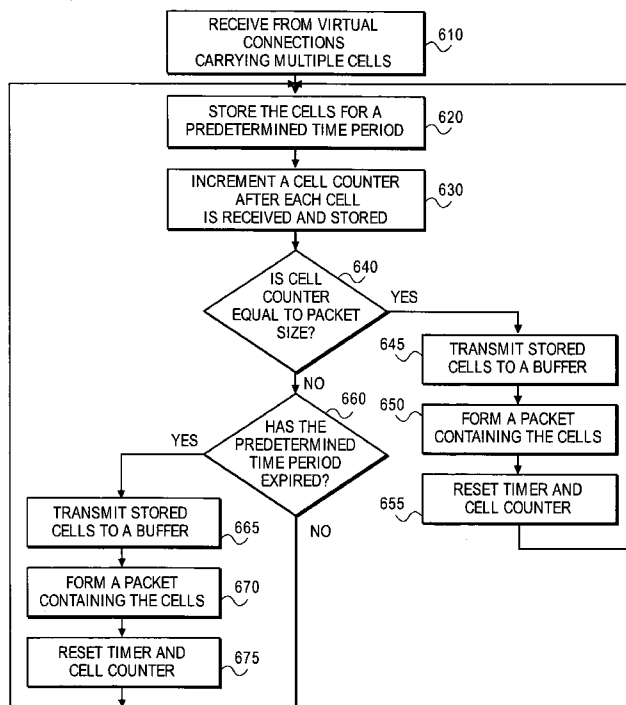 RECEIVE FROM VIRTUAL
CONNECTIONS
CARRYING MULTIPLE CELLS
610
STORE THE CELLS FOR A
PREDETERMINED TIME PERIOD
620
INCREMENT A CELL COUNTER
AFTER EACH CELL
IS RECEIVED AND STORED
630
640
IS CELL
COUNTER
EQUAL TO PACKET
SIZE?
YES
NO
645
TRANSMIT STORED
CELLS TO A BUFFER
650
FORM A PACKET
CONTAINING THE CELLS
655
RESET TIMER AND
CELL COUNTER
660
HAS THE
PREDETERMINED
TIME PERIOD
EXPIRED?
YES
NO
TRANSMIT STORED
CELLS TO A BUFFER
665
FORM A PACKET
CONTAINING THE CELLS
670
RESET TIMER AND
CELL COUNTER
675